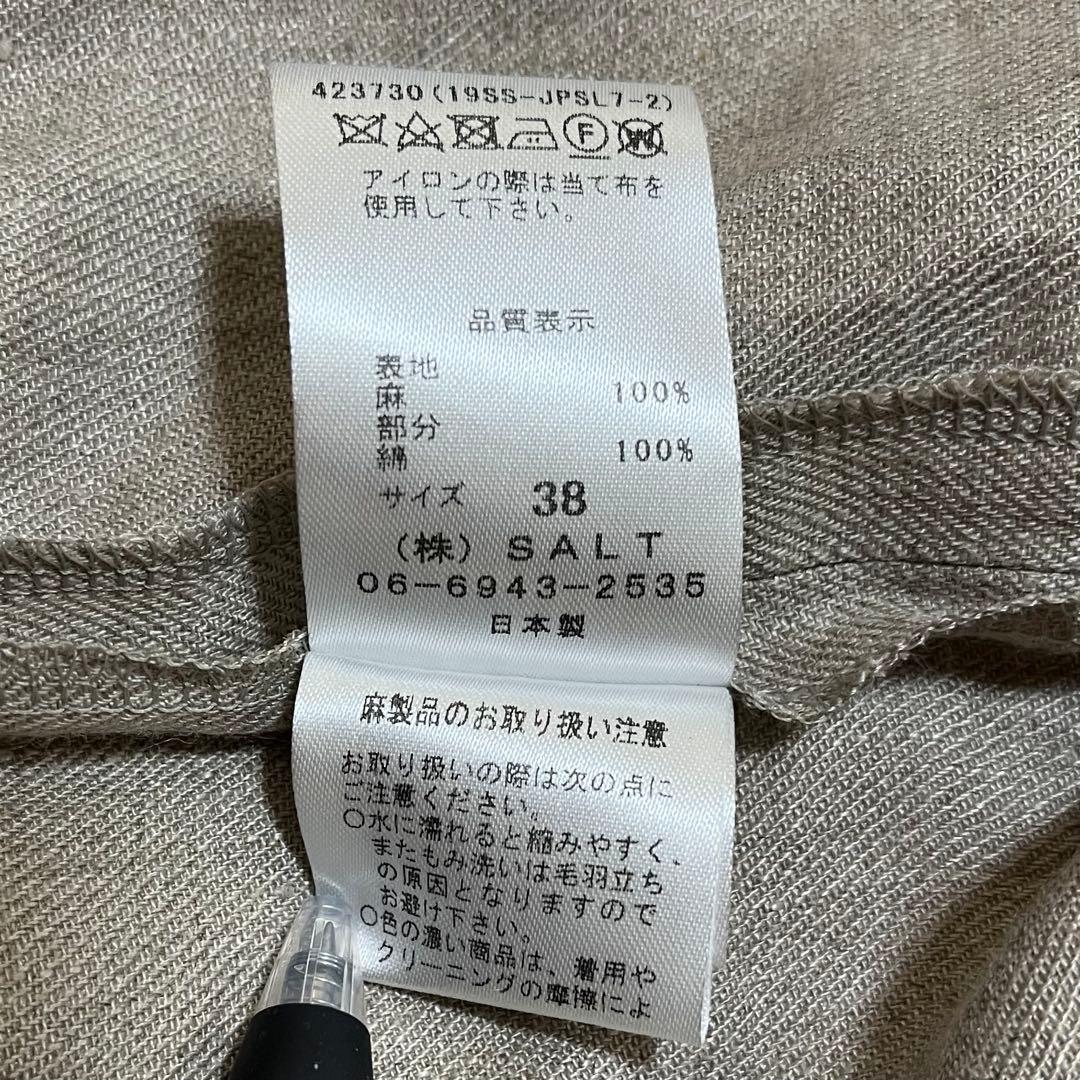 423730(19SS-JPSL7-2)
F W
アイロンの際は当て布を
使用して下さい。
品質表示
表地
麻 100%
部分
綿 100%
サイズ 38
(株) SALT
06-6943-2535
日本製
麻製品のお取り扱い注意
お取り扱いの際は次の点に
ご注意ください。
○水に濡れると縮みやすく、
またもみ洗いは毛羽立ち
の原因となりますので
お避け下さい。
○色の濃い商品は、着用や
クリーニングの摩擦によ